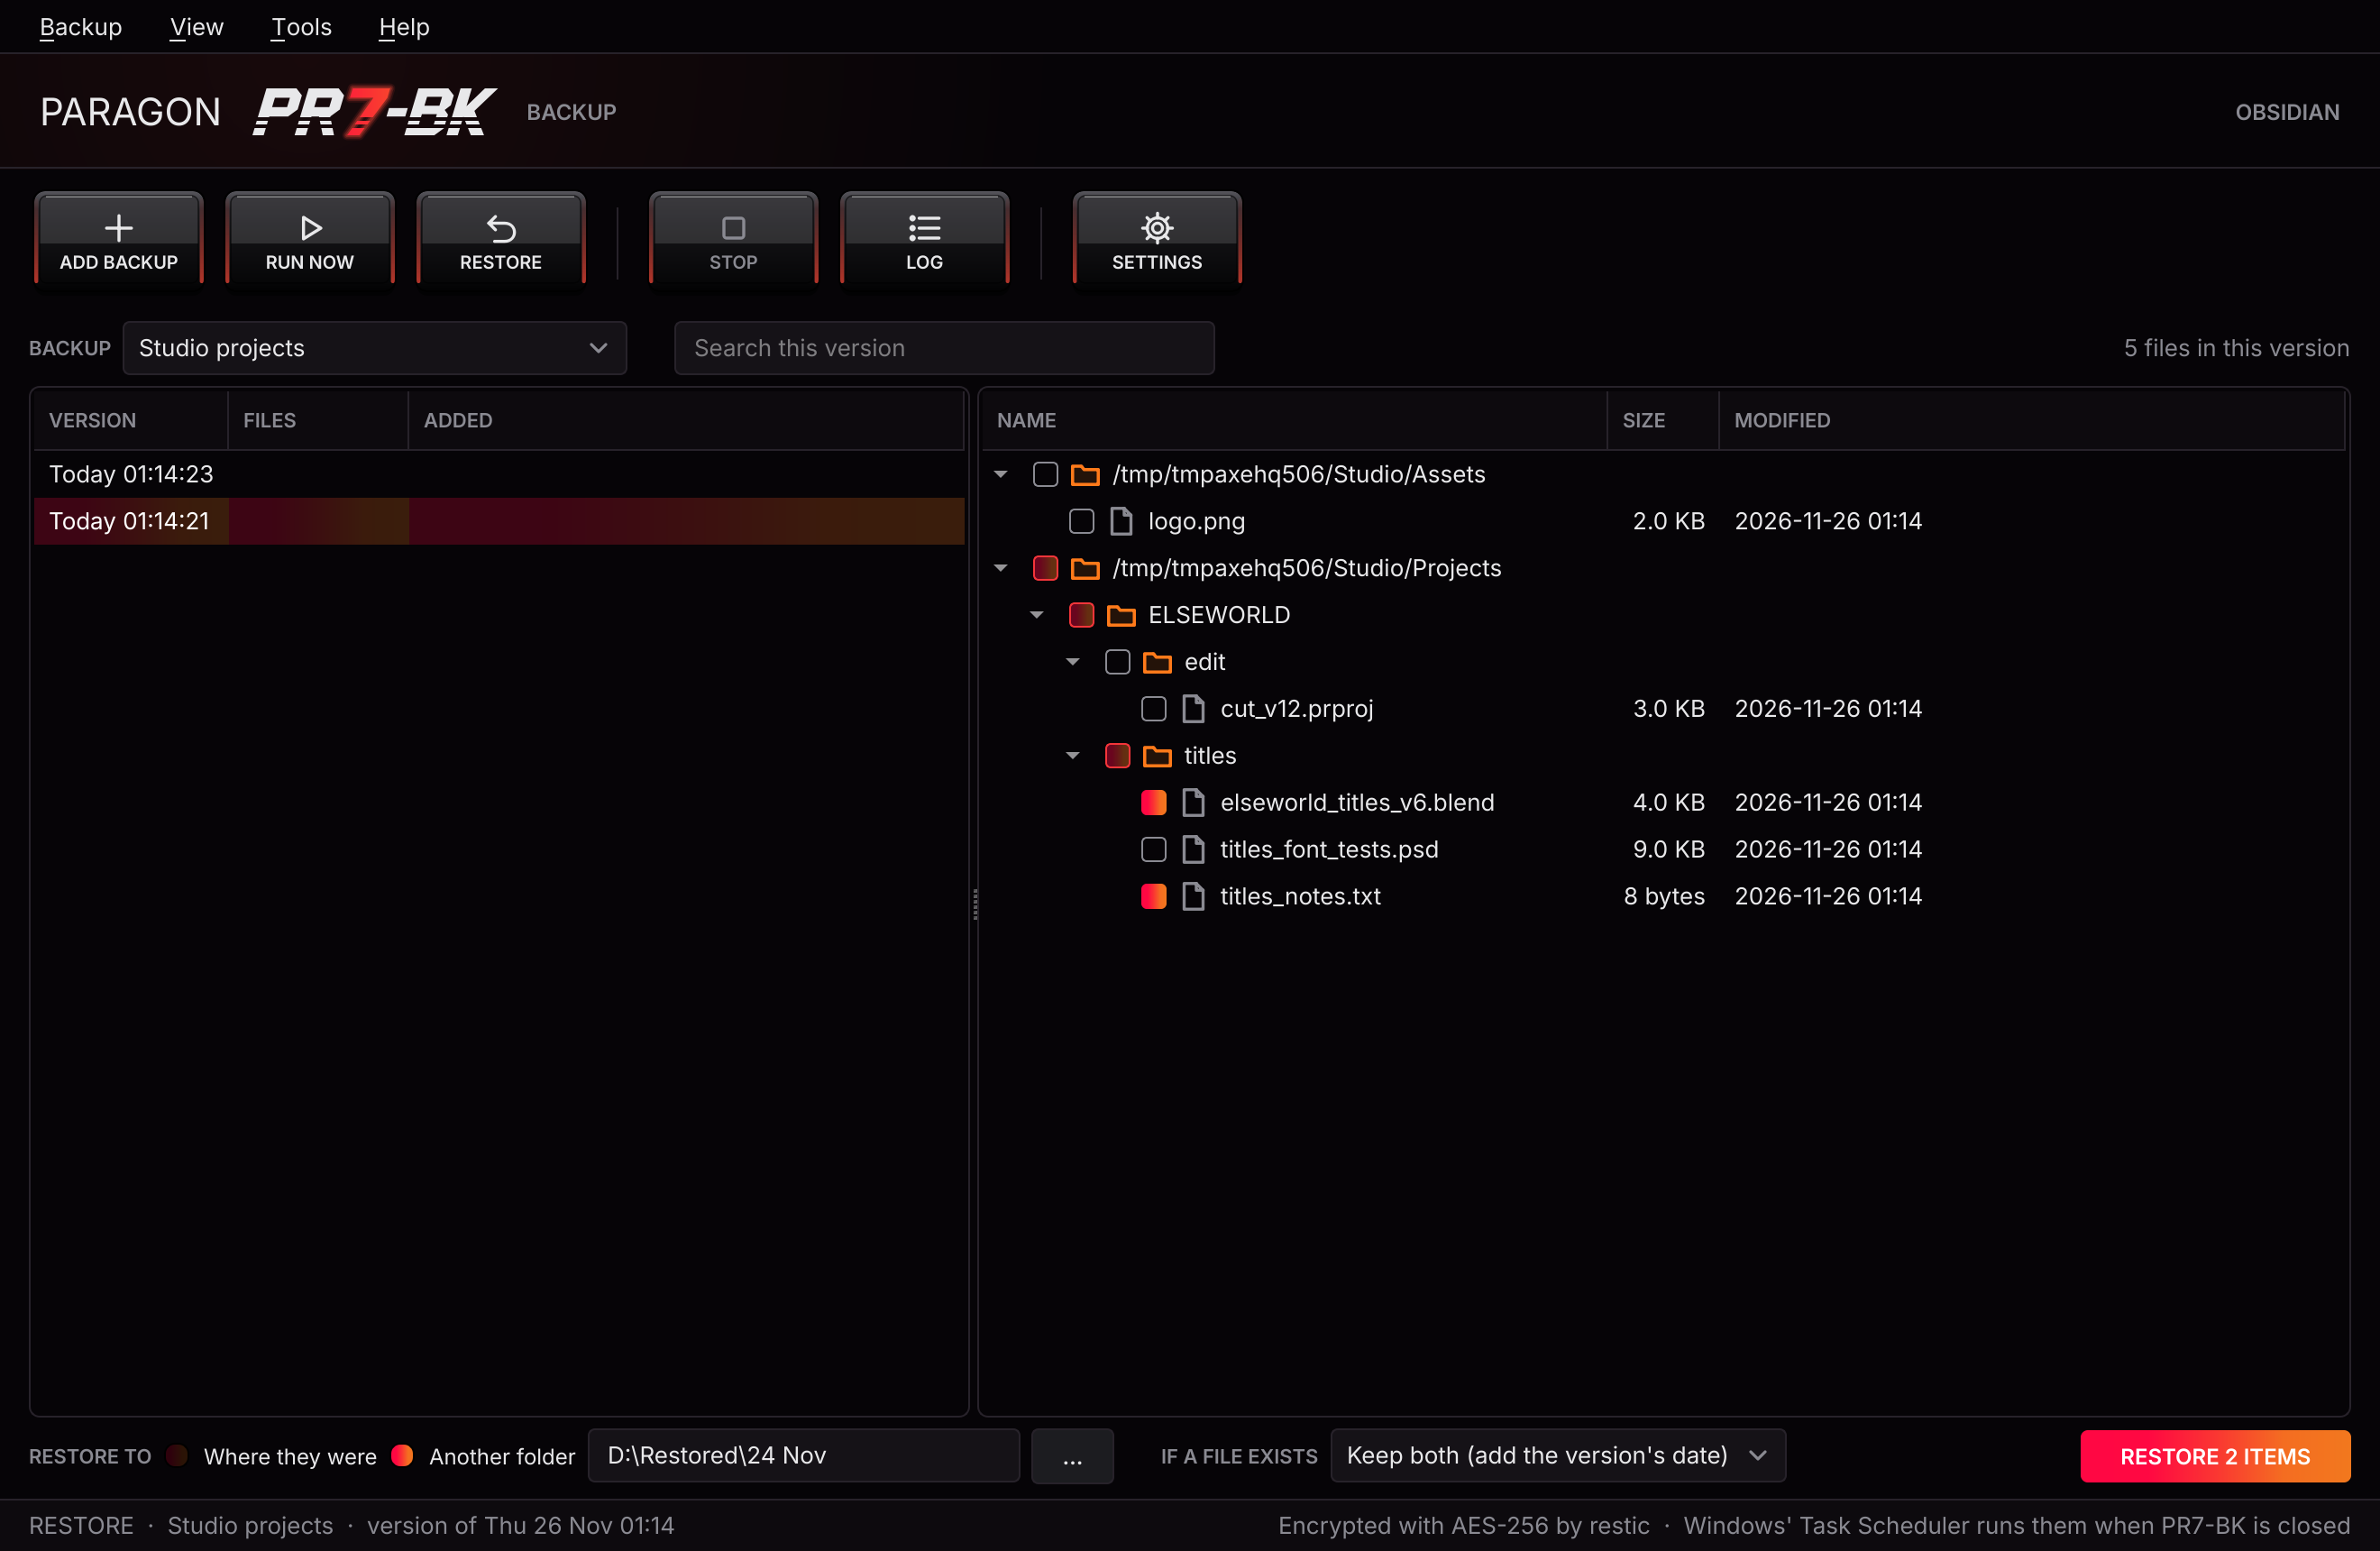 Backup View Tools Help
PARAGON PR7-BK BACKUP OBSIDIAN
ADD BACKUP RUN NOW RESTORE STOP LOG SETTINGS
BACKUP Studio projects Search this version 5 files in this version
VERSION FILES ADDED
Today 01:14:23
Today 01:14:21
NAME SIZE MODIFIED
/tmp/tmpaxehq506/Studio/Assets
logo.png 2.0 KB 2026-11-26 01:14
/tmp/tmpaxehq506/Studio/Projects
ELSEWORLD
edit
cut_v12.prproj 3.0 KB 2026-11-26 01:14
titles
elseworld_titles_v6.blend 4.0 KB 2026-11-26 01:14
titles_font_tests.psd 9.0 KB 2026-11-26 01:14
titles_notes.txt 8 bytes 2026-11-26 01:14
RESTORE TO Where they were Another folder D:\Restored\24 Nov ... IF A FILE EXISTS Keep both (add the version's date) RESTORE 2 ITEMS
RESTORE · Studio projects · version of Thu 26 Nov 01:14 Encrypted with AES-256 by restic · Windows' Task Scheduler runs them when PR7-BK is closed